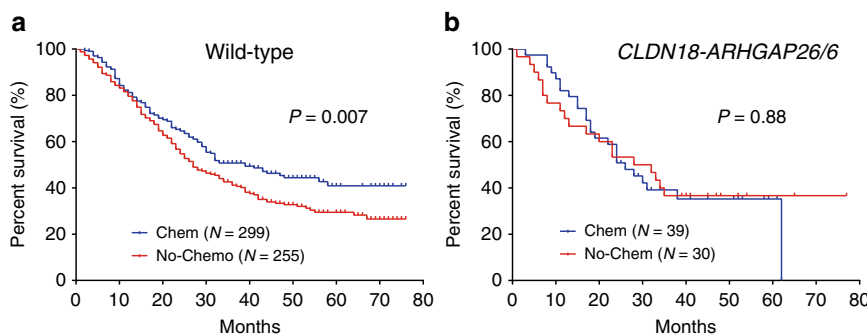 a
Wild-type
100
80
60
40
20
0
Percent survival (%)
P = 0.007
Chem (N = 299)
No-Chemo (N = 255)
0 10 20 30 40 50 60 70 80
Months
b
CLDN18-ARHGAP26/6
100
80
60
40
20
0
Percent survival (%)
P = 0.88
Chem (N = 39)
No-Chem (N = 30)
0 10 20 30 40 50 60 70 80
Months